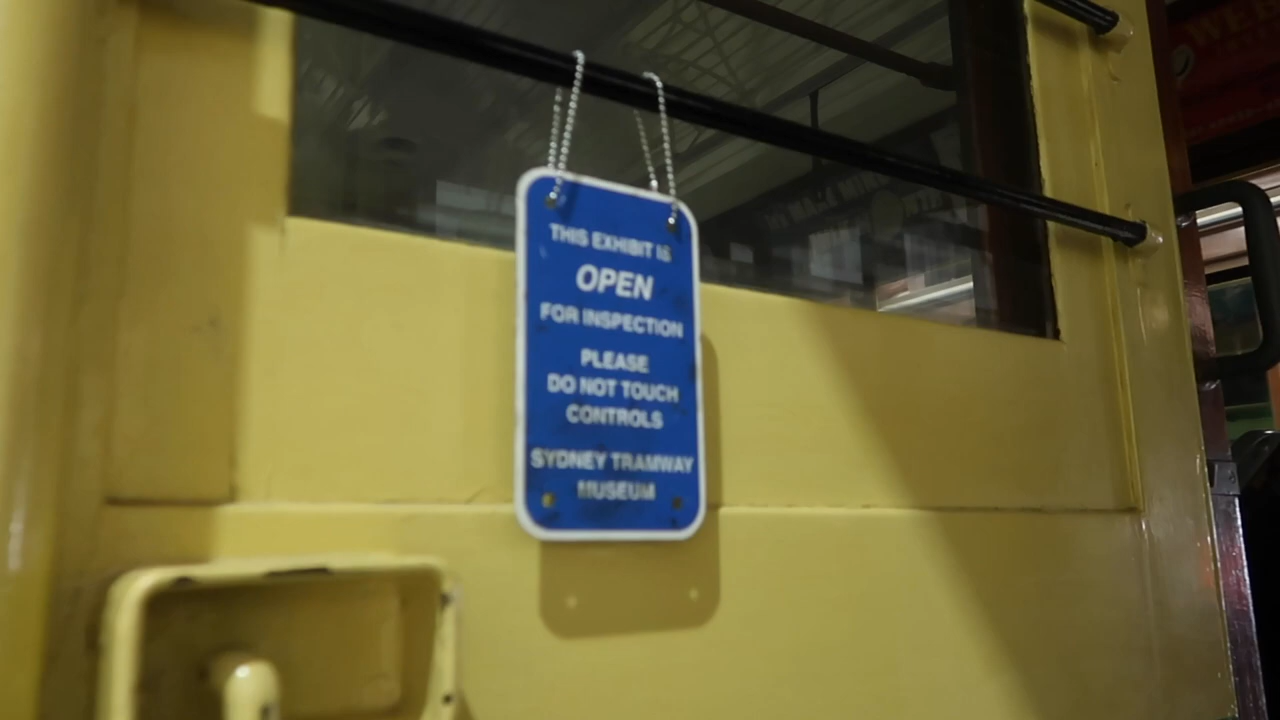 THIS EXHIBIT IS
OPEN
FOR INSPECTION
PLEASE
DO NOT TOUCH
CONTROLS
SYDNEY TRAMWAY
MUSEUM